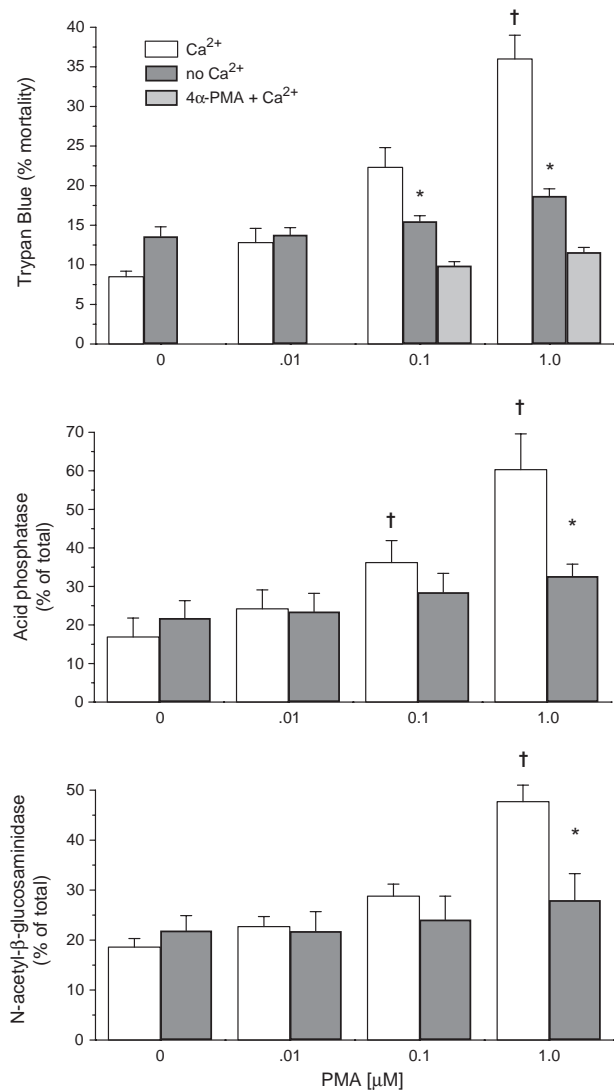 40
35
30
25
20
15
10
5
0
Trypan Blue (% mortality)
Ca²⁺
no Ca²⁺
4α-PMA + Ca²⁺
*
†
*
0 .01 0.1 1.0
70
60
50
40
30
20
10
0
Acid phosphatase
(% of total)
†
†
*
0 .01 0.1 1.0
50
40
30
20
10
0
N-acetyl-β-glucosaminidase
(% of total)
†
*
0 .01 0.1 1.0
PMA [μM]